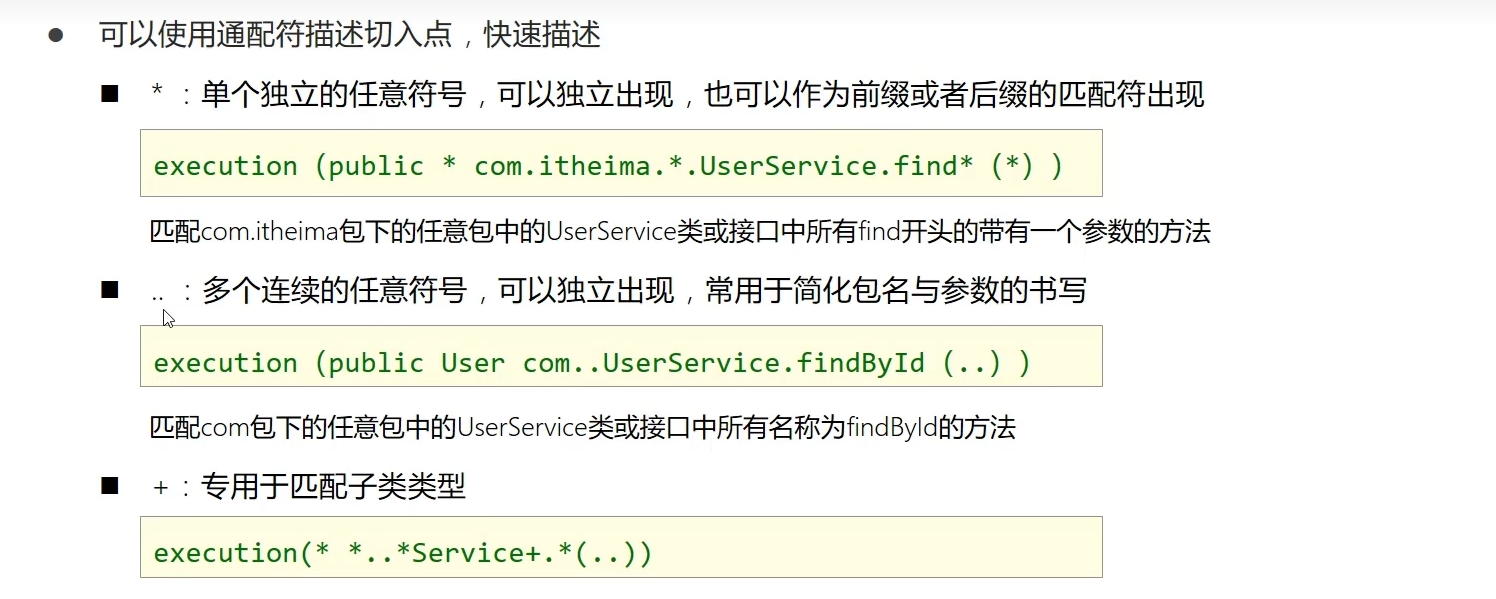 可以使用通配符描述切入点，快速描述
* ：单个独立的任意符号，可以独立出现，也可以作为前缀或者后缀的匹配符出现
execution (public * com.itheima.*.UserService.find* (*) )
匹配com.itheima包下的任意包中的UserService类或接口中所有find开头的带有一个参数的方法
.. ：多个连续的任意符号，可以独立出现，常用于简化包名与参数的书写
execution (public User com..UserService.findById (..) )
匹配com包下的任意包中的UserService类或接口中所有名称为findById的方法
+ ：专用于匹配子类类型
execution(* *..*Service+.*(..))